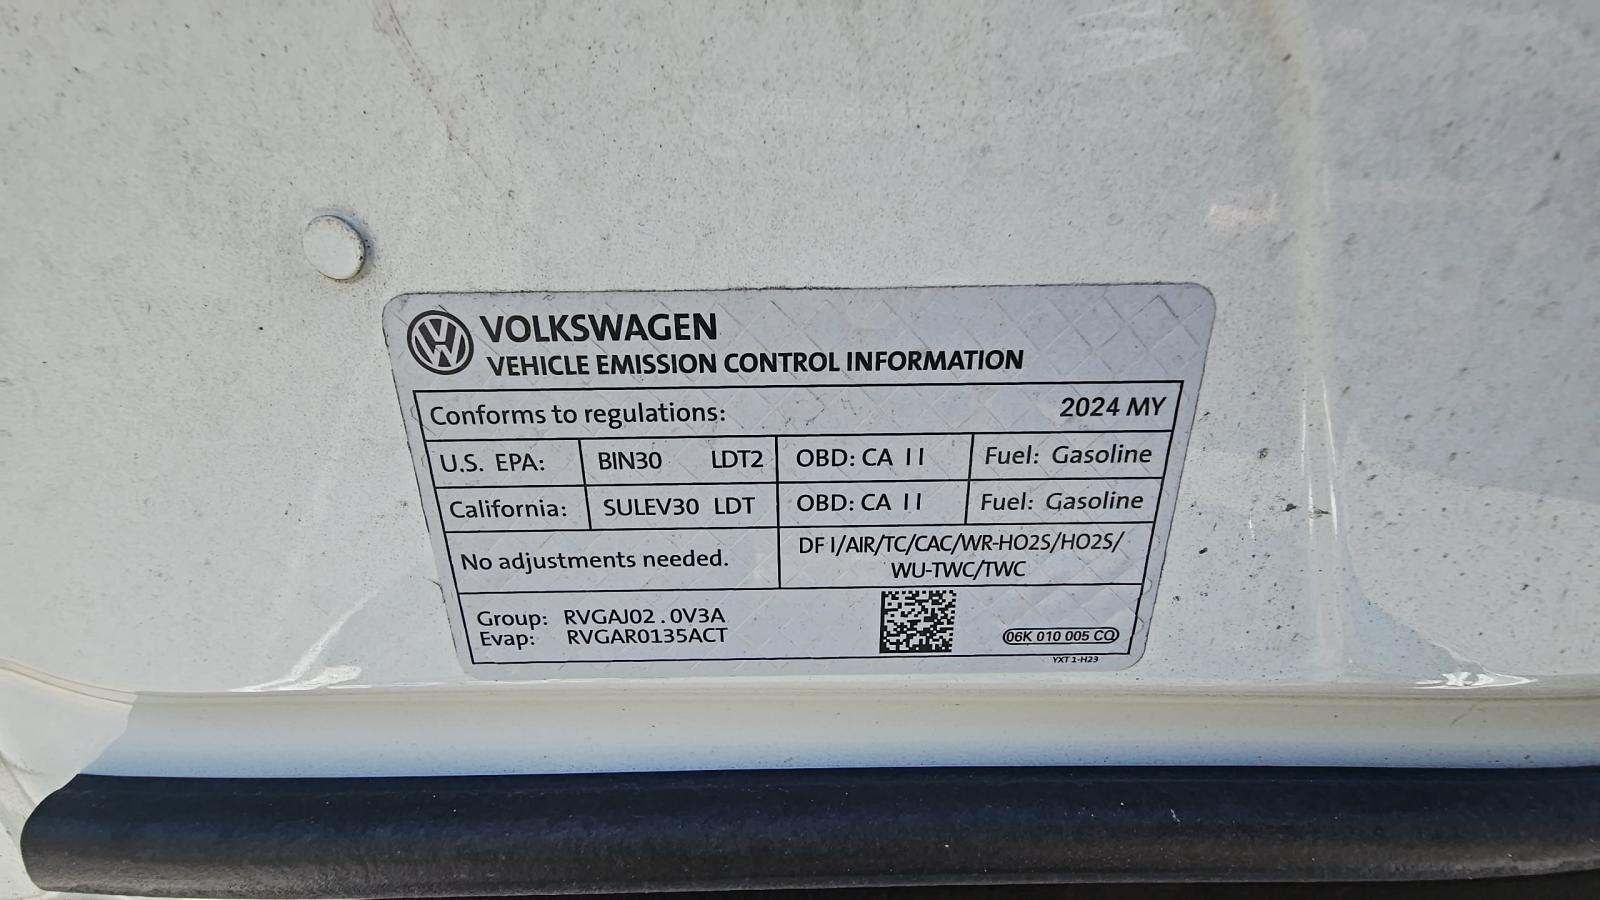 VOLKSWAGEN
VEHICLE EMISSION CONTROL INFORMATION
Conforms to regulations: 2024 MY
U.S. EPA: BIN30 LDT2 OBD: CA II Fuel: Gasoline
California: SULEV30 LDT OBD: CA II Fuel: Gasoline
No adjustments needed. DFI/AIR/TC/CAC/WR-HO2S/HO2S/
WU-TWC/TWC
Group: RVGAJ02.0V3A
Evap: RVGAR0135ACT
06K 010 005 CQ
YXT 1-H23